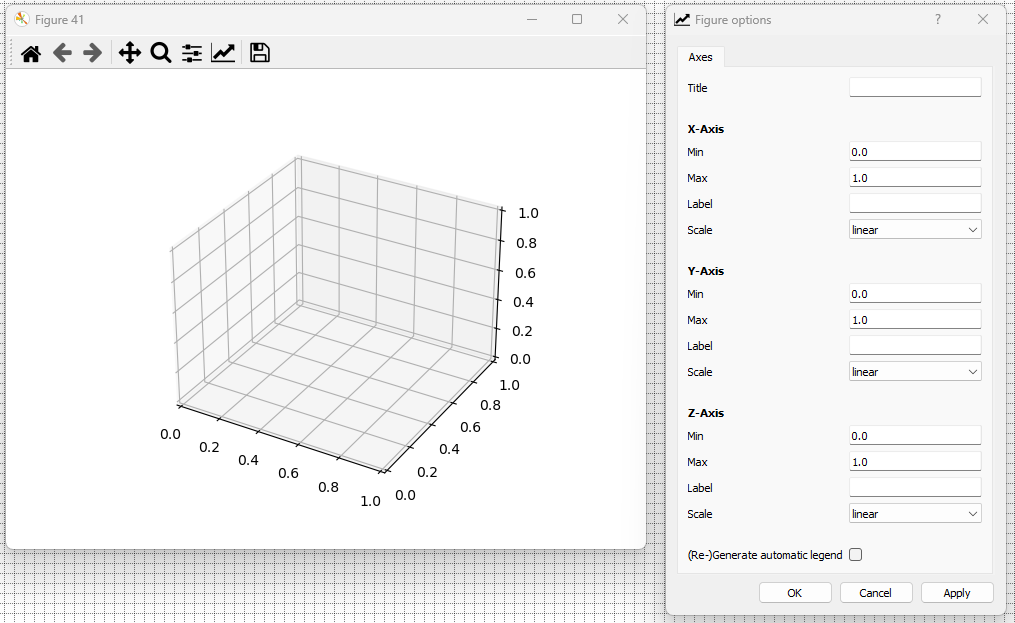 Figure 41
1.0
0.8
0.6
0.4
0.2
0.0
1.0
0.8
0.6
0.4
0.2
0.0
0.0
0.2
0.4
0.6
0.8
1.0
Figure options
?
Axes
Title
X-Axis
Min 0.0
Max 1.0
Label
Scale linear
Y-Axis
Min 0.0
Max 1.0
Label
Scale linear
Z-Axis
Min 0.0
Max 1.0
Label
Scale linear
(Re-)Generate automatic legend
OK Cancel Apply